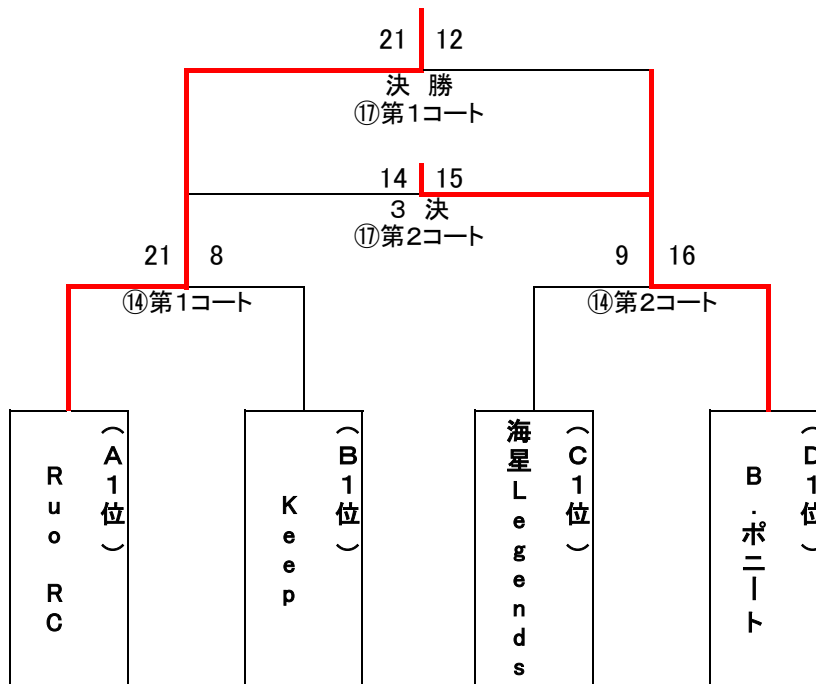 21 12
決 勝
⑰第1コート
14 15
3 決
⑰第2コート
21 8
9 16
⑭第1コート
⑭第2コート
(A1位)
Ruo RC
(B1位)
Keep
(C1位)
海星Legends
(D1位)
B.ポニート